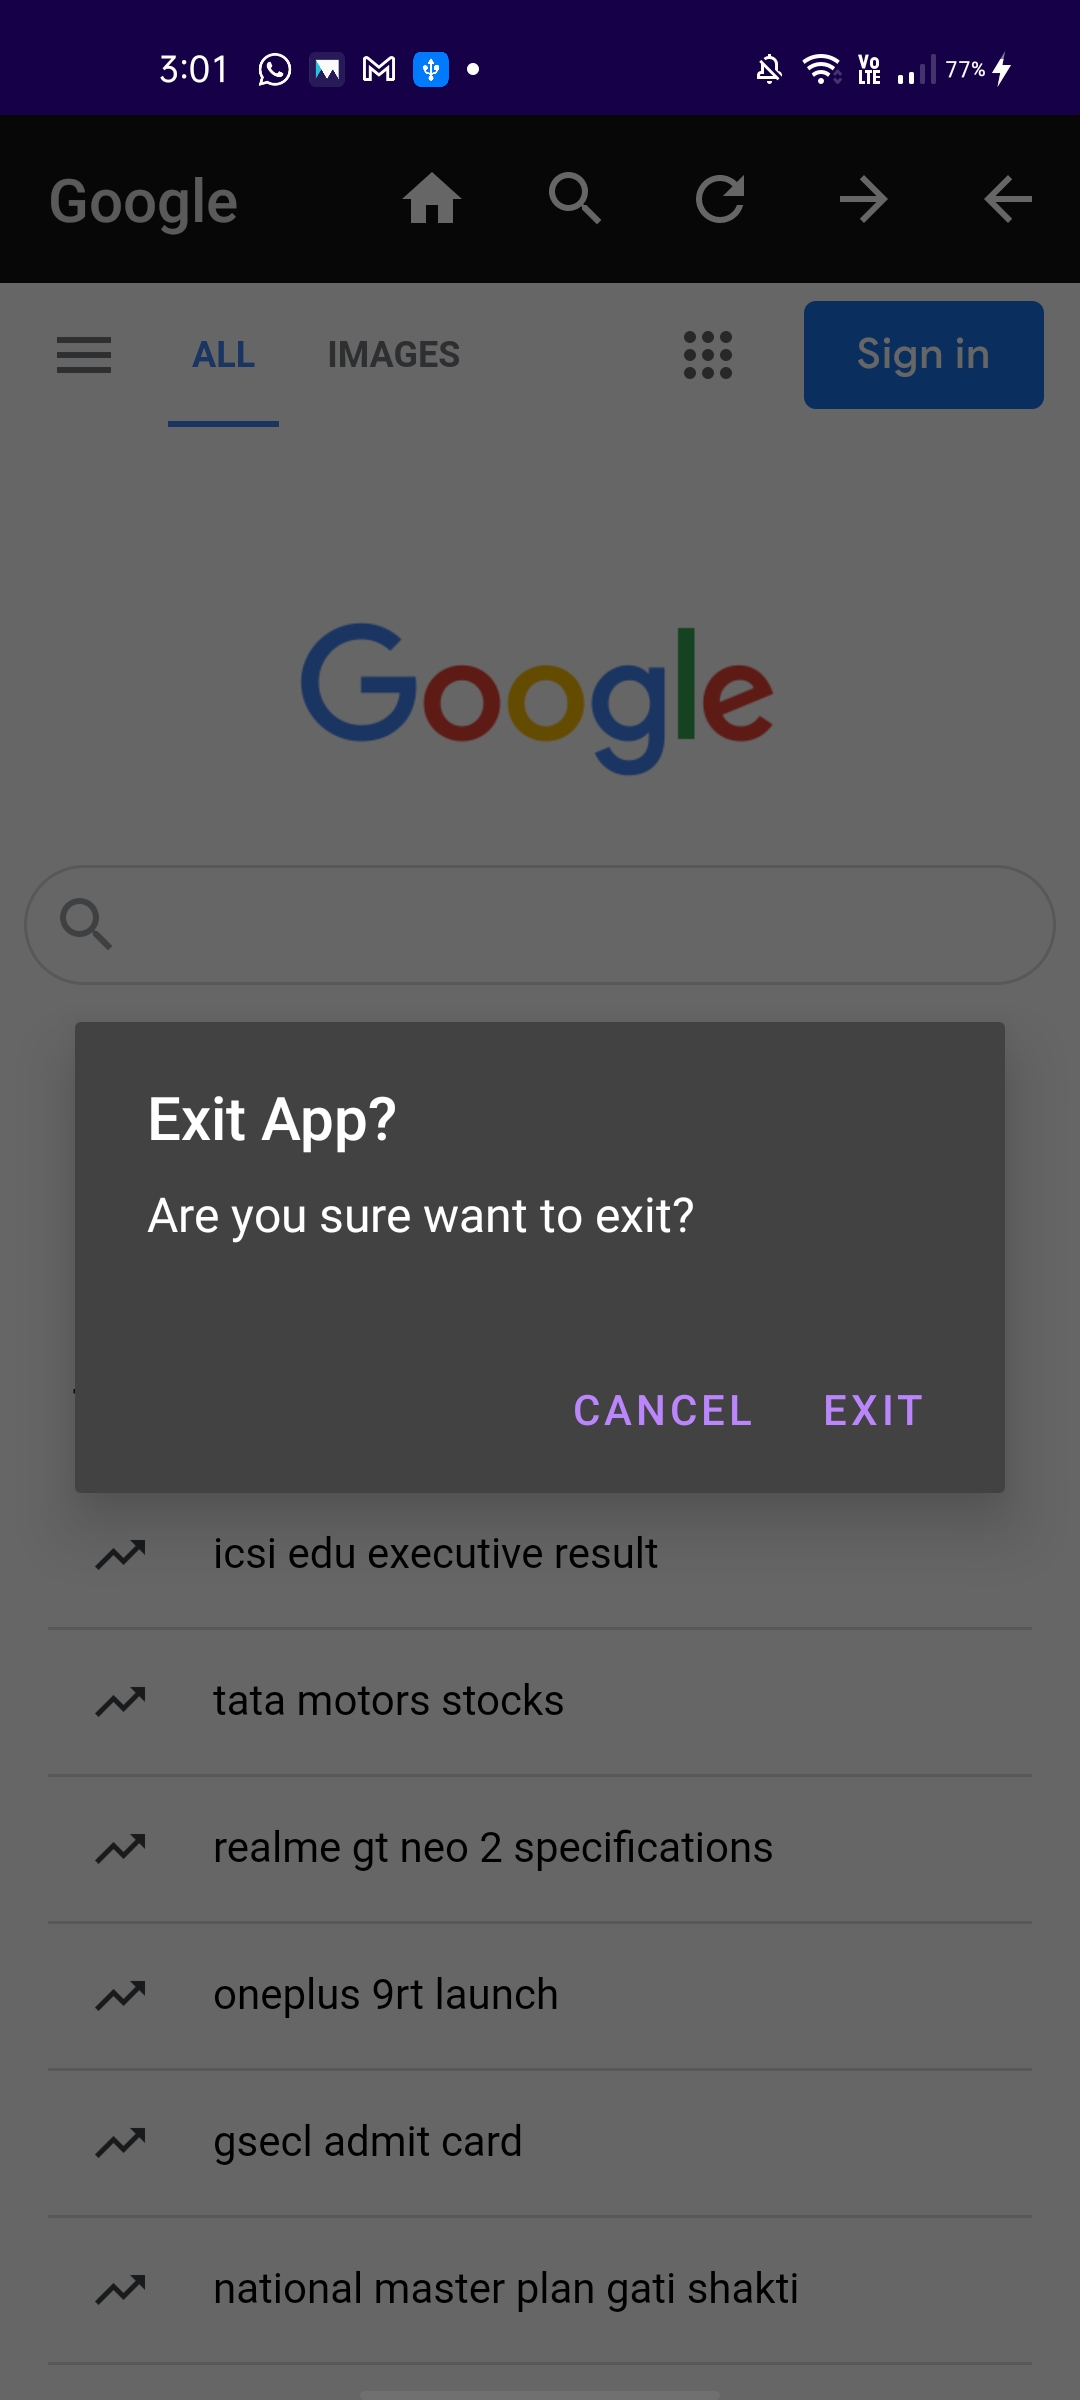 3:01 Vo LTE 77%
Google
ALL IMAGES Sign in
Google
Exit App?
Are you sure want to exit?
CANCEL EXIT
icsi edu executive result
tata motors stocks
realme gt neo 2 specifications
oneplus 9rt launch
gsecl admit card
national master plan gati shakti